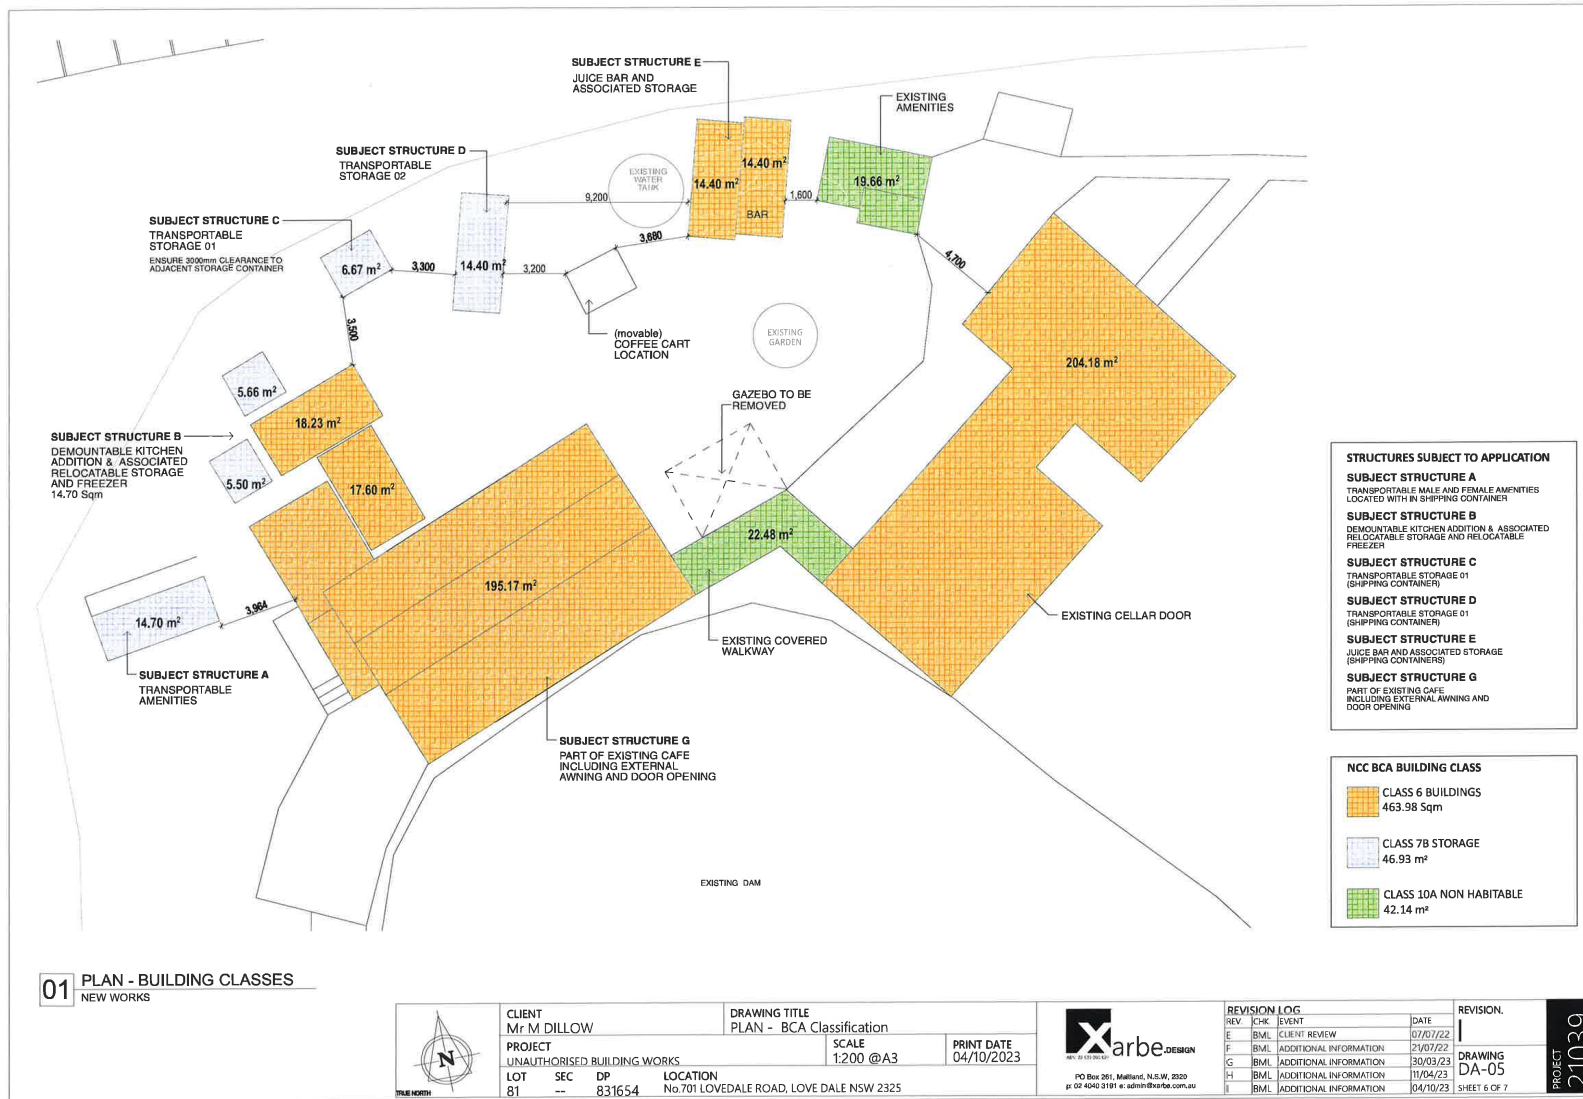 SUBJECT STRUCTURE E
JUICE BAR AND
ASSOCIATED STORAGE
EXISTING
AMENITIES
SUBJECT STRUCTURE D
TRANSPORTABLE
STORAGE 02
EXISTING
WATER
TANK
14.40 m²
14.40 m²
BAR
19.66 m²
9,200
1,600
SUBJECT STRUCTURE C
TRANSPORTABLE
STORAGE 01
ENSURE 3000mm CLEARANCE TO
ADJACENT STORAGE CONTAINER
6.67 m²
3,300
14.40 m²
3,200
3,680
4,700
3,500
(movable)
COFFEE CART
LOCATION
EXISTING
GARDEN
204.18 m²
5.66 m²
18.23 m²
GAZEBO TO BE
REMOVED
SUBJECT STRUCTURE B
DEMOUNTABLE KITCHEN
ADDITION & ASSOCIATED
RELOCATABLE STORAGE
AND FREEZER
14.70 Sqm
5.50 m²
17.60 m²
22.48 m²
195.17 m²
3,964
14.70 m²
EXISTING CELLAR DOOR
EXISTING COVERED
WALKWAY
SUBJECT STRUCTURE A
TRANSPORTABLE
AMENITIES
SUBJECT STRUCTURE G
PART OF EXISTING CAFE
INCLUDING EXTERNAL
AWNING AND DOOR OPENING
EXISTING DAM
STRUCTURES SUBJECT TO APPLICATION
SUBJECT STRUCTURE A
TRANSPORTABLE MALE AND FEMALE AMENITIES
LOCATED WITH IN SHIPPING CONTAINER
SUBJECT STRUCTURE B
DEMOUNTABLE KITCHEN ADDITION & ASSOCIATED
RELOCATABLE STORAGE AND RELOCATABLE
FREEZER
SUBJECT STRUCTURE C
TRANSPORTABLE STORAGE 01
(SHIPPING CONTAINER)
SUBJECT STRUCTURE D
TRANSPORTABLE STORAGE 01
(SHIPPING CONTAINER)
SUBJECT STRUCTURE E
JUICE BAR AND ASSOCIATED STORAGE
(SHIPPING CONTAINERS)
SUBJECT STRUCTURE G
PART OF EXISTING CAFE
INCLUDING EXTERNAL AWNING AND
DOOR OPENING
NCC BCA BUILDING CLASS
CLASS 6 BUILDINGS
463.98 Sqm
CLASS 7B STORAGE
46.93 m²
CLASS 10A NON HABITABLE
42.14 m²
01 PLAN - BUILDING CLASSES
NEW WORKS
N
TRUE NORTH
CLIENT
Mr M DILLOW
DRAWING TITLE
PLAN - BCA Classification
PROJECT
UNAUTHORISED BUILDING WORKS
SCALE
1:200 @A3
PRINT DATE
04/10/2023
LOT SEC DP LOCATION
81 -- 831654 No.701 LOVEDALE ROAD, LOVE DALE NSW 2325
Xarbe.DESIGN
PO Box 261, Maitland, N.S.W, 2320
p: 02 4040 3191 e: admin@xarbe.com.au
REVISION LOG
REV. CHK. EVENT DATE
E BML CLIENT REVIEW 07/07/22
F BML ADDITIONAL INFORMATION 21/07/22
G BML ADDITIONAL INFORMATION 30/03/23
H BML ADDITIONAL INFORMATION 11/04/23
I BML ADDITIONAL INFORMATION 04/10/23
REVISION.
I
DRAWING
DA-05
SHEET 6 OF 7
PROJECT
21039